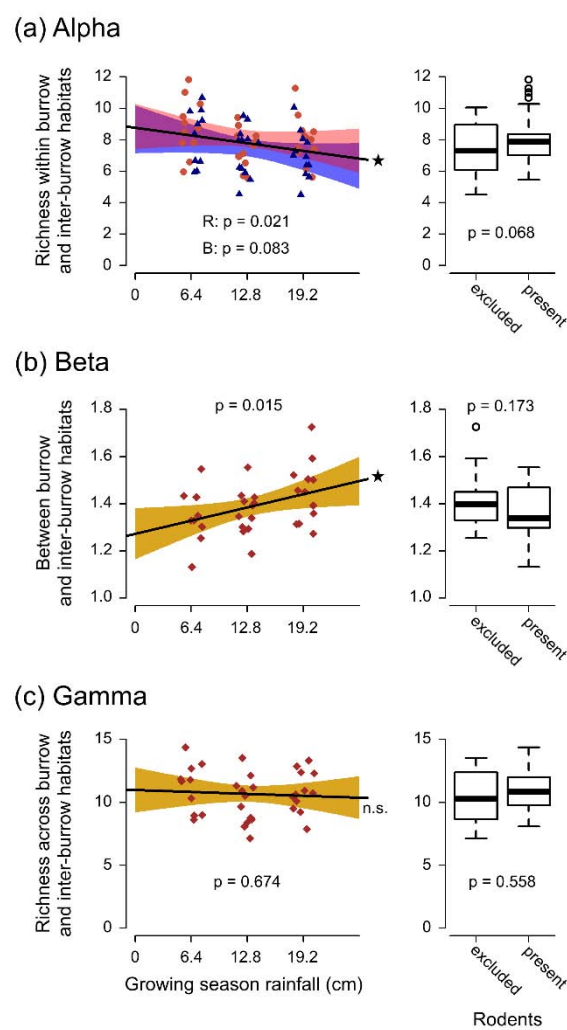 (a) Alpha
Richness within burrow
and inter-burrow habitats
12
10
8
6
4
2
0
R: p = 0.021
B: p = 0.083
0
6.4
12.8
19.2
12
10
8
6
4
2
0
p = 0.068
excluded
present
(b) Beta
Between burrow
and inter-burrow habitats
1.8
1.6
1.4
1.2
1.0
p = 0.015
0
6.4
12.8
19.2
1.8
1.6
1.4
1.2
1.0
p = 0.173
excluded
present
(c) Gamma
Richness across burrow
and inter-burrow habitats
15
10
5
0
n.s.
p = 0.674
0
6.4
12.8
19.2
Growing season rainfall (cm)
15
10
5
0
p = 0.558
excluded
present
Rodents